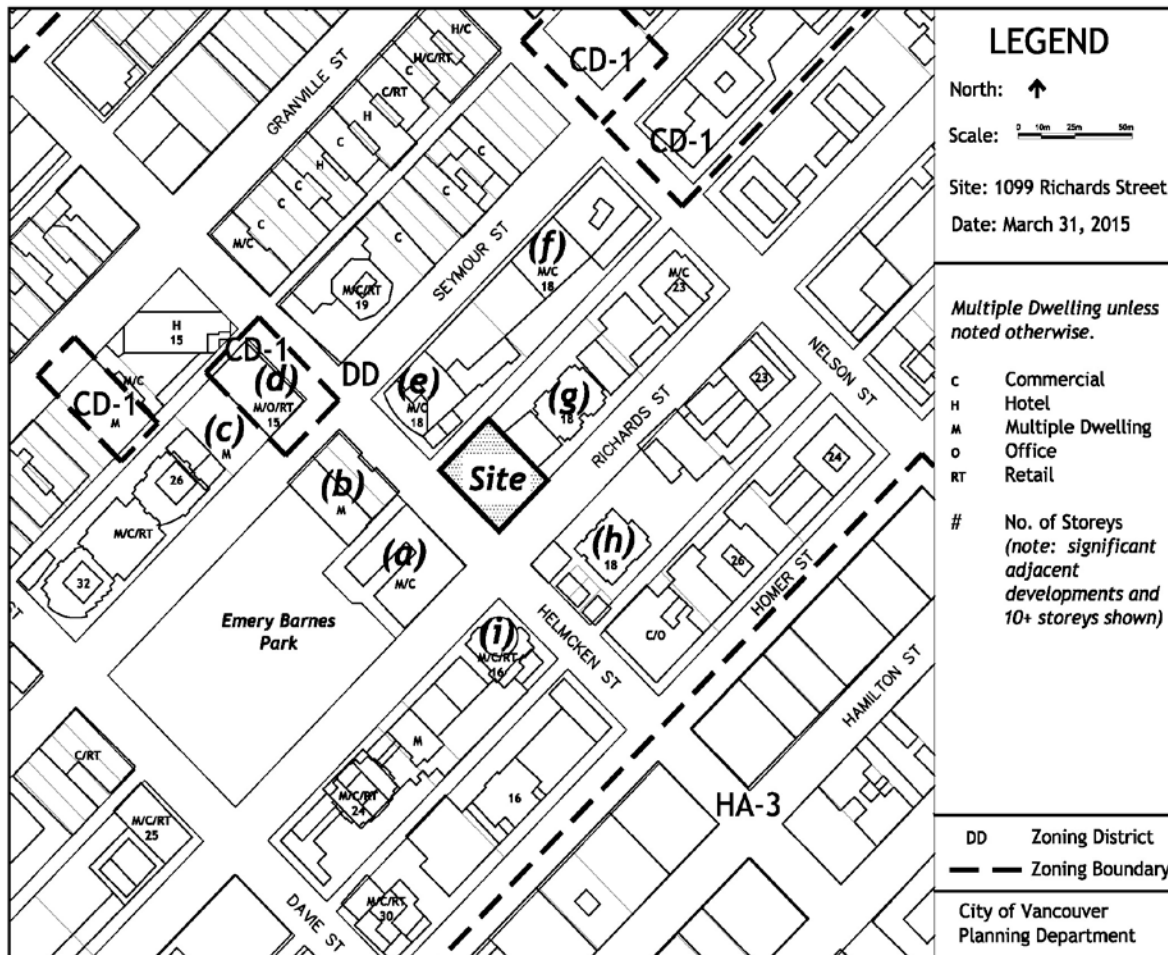 CD-1
H/C
H/C/RT
C
C/RT
H
C
H
C
C
M/C
GRANVILLE ST
C
C
M/C/RT
19
SEYMOUR ST
CD-1
(f)
M/C
18
M/C
23
H
15
CD-1
(d)
M/O/RT
15
DD
(e)
M/C
18
(g)
18
RICHARDS ST
NELSON ST
23
M/C
CD-1
M
(c)
M
26
M/C/RT
32
(b)
M
(a)
M/C
Site
(h)
18
24
26
HOMER ST
C/O
Emery Barnes
Park
ST
(i)
M/C/RT
16
HELMCKEN ST
HAMILTON ST
M
M/C/RT
24
16
HA-3
C/RT
M/C/RT
25
DAVIE ST
M/C/RT
30
LEGEND
North:
Scale:
0 10m 25m 50m
Site: 1099 Richards Street
Date: March 31, 2015
Multiple Dwelling unless
noted otherwise.
C Commercial
H Hotel
M Multiple Dwelling
O Office
RT Retail
# No. of Storeys
(note: significant
adjacent
developments and
10+ storeys shown)
DD Zoning District
Zoning Boundary
City of Vancouver
Planning Department